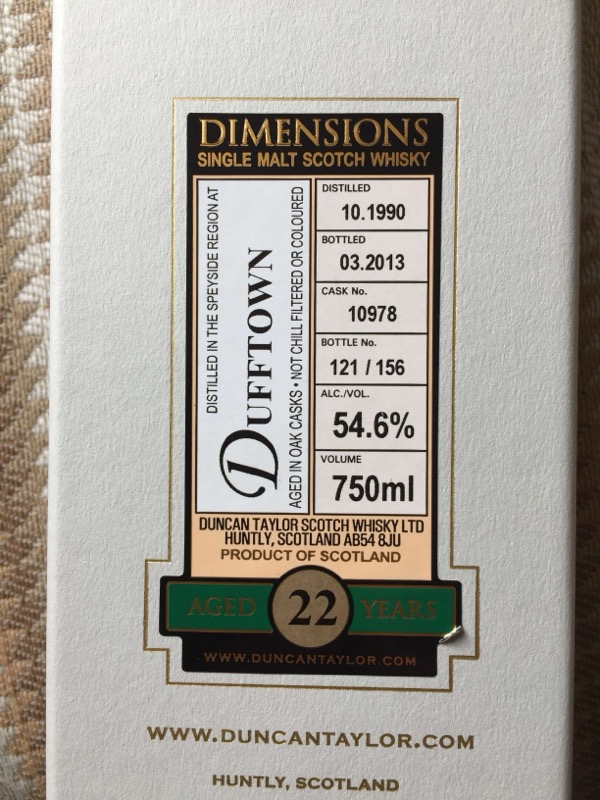 DIMENSIONS
SINGLE MALT SCOTCH WHISKY
DISTILLED IN THE SPEYSIDE REGION AT
DUFFTOWN
AGED IN OAK CASKS • NOT CHILL FILTERED OR COLOURED
DISTILLED
10.1990
BOTTLED
03.2013
CASK No.
10978
BOTTLE No.
121 / 156
ALC./VOL.
54.6%
VOLUME
750ml
DUNCAN TAYLOR SCOTCH WHISKY LTD
HUNTLY, SCOTLAND AB54 8JU
PRODUCT OF SCOTLAND
AGED 22 YEARS
WWW.DUNCANTAYLOR.COM
WWW.DUNCANTAYLOR.COM
HUNTLY, SCOTLAND